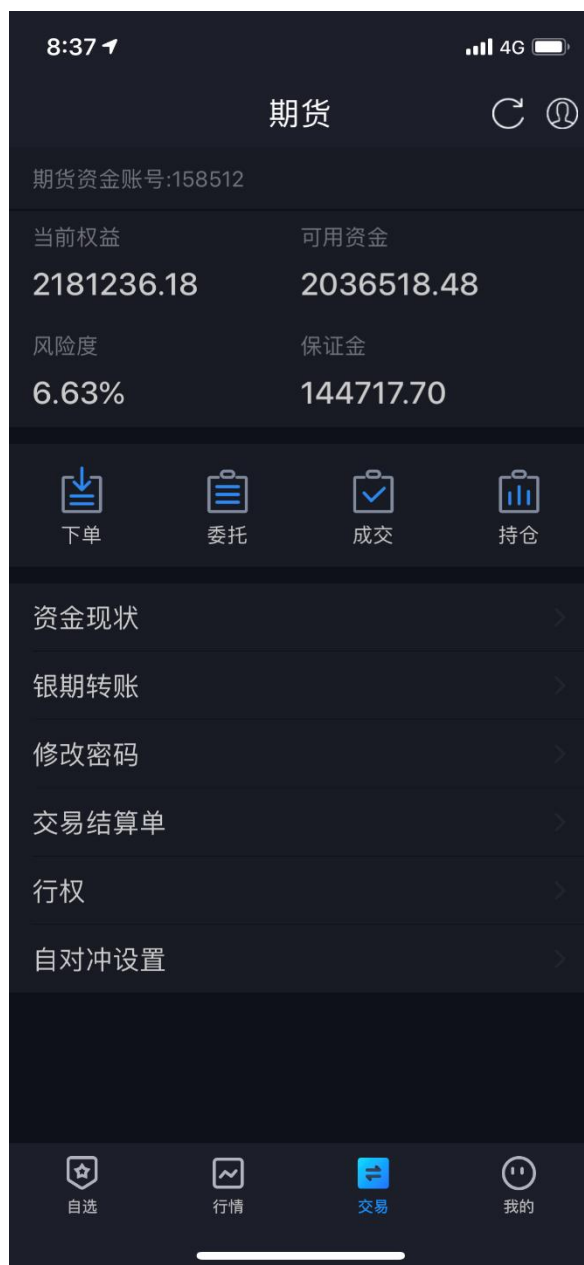 8:37 4G
期货
期货资金账号:158512
当前权益 可用资金
2181236.18 2036518.48
风险度 保证金
6.63% 144717.70
下单 委托 成交 持仓
资金现状
银期转账
修改密码
交易结算单
行权
自对冲设置
自选 行情 交易 我的